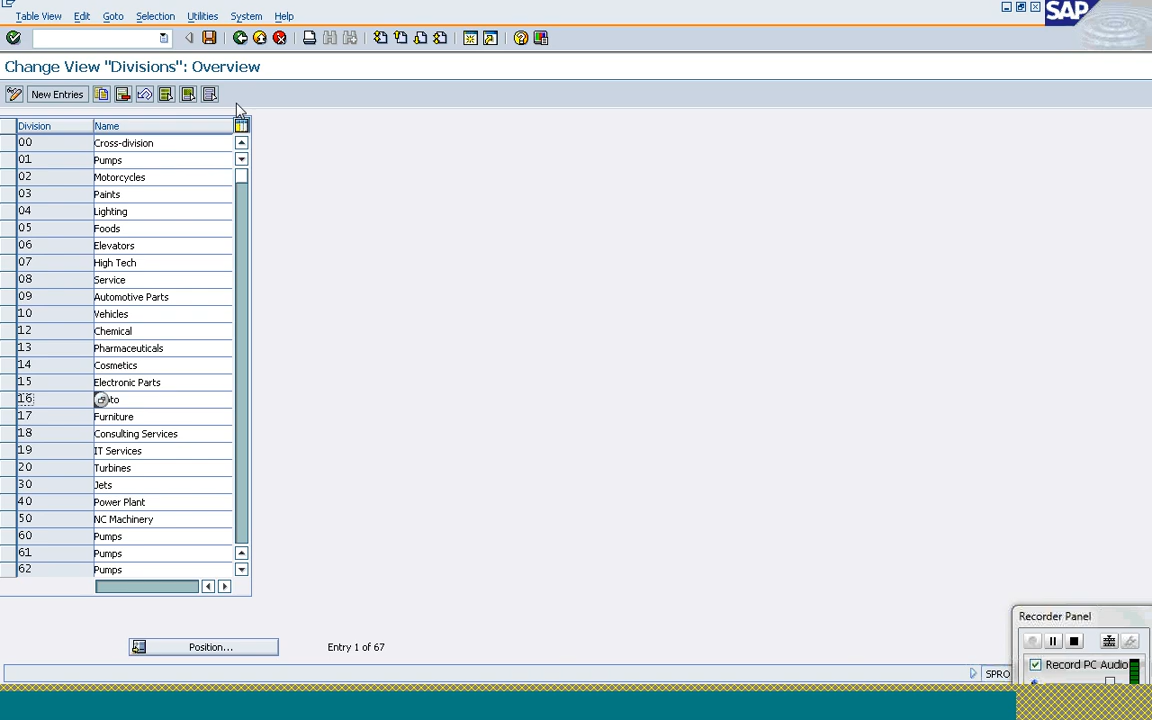 Table View Edit Goto Selection Utilities System Help
SAP
Change View "Divisions": Overview
New Entries
Division Name
00 Cross-division
01 Pumps
02 Motorcycles
03 Paints
04 Lighting
05 Foods
06 Elevators
07 High Tech
08 Service
09 Automotive Parts
10 Vehicles
12 Chemical
13 Pharmaceuticals
14 Cosmetics
15 Electronic Parts
16
17 Furniture
18 Consulting Services
19 IT Services
20 Turbines
30 Jets
40 Power Plant
50 NC Machinery
60 Pumps
61 Pumps
62 Pumps
Position... Entry 1 of 67
Recorder Panel
Record PC Audio
SPRO